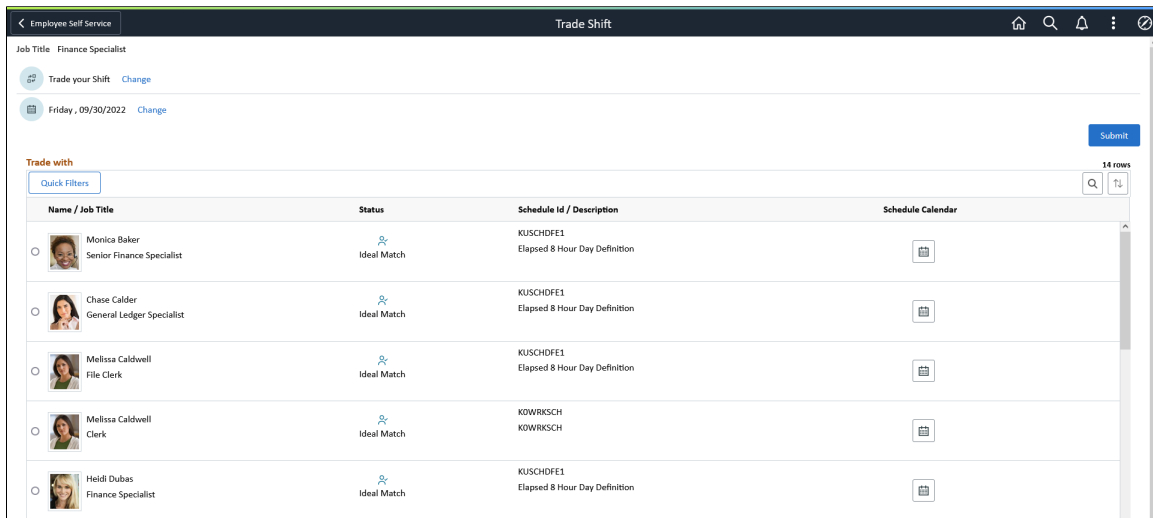 Employee Self Service
Trade Shift
Job Title Finance Specialist
Trade your Shift Change
Friday , 09/30/2022 Change
Submit
Trade with
14 rows
Quick Filters
Name / Job Title Status Schedule Id / Description Schedule Calendar
Monica Baker
Senior Finance Specialist
Ideal Match
KUSCHDFE1
Elapsed 8 Hour Day Definition
Chase Calder
General Ledger Specialist
Ideal Match
KUSCHDFE1
Elapsed 8 Hour Day Definition
Melissa Caldwell
File Clerk
Ideal Match
KUSCHDFE1
Elapsed 8 Hour Day Definition
Melissa Caldwell
Clerk
Ideal Match
K0WRKSCH
K0WRKSCH
Heidi Dubas
Finance Specialist
Ideal Match
KUSCHDFE1
Elapsed 8 Hour Day Definition